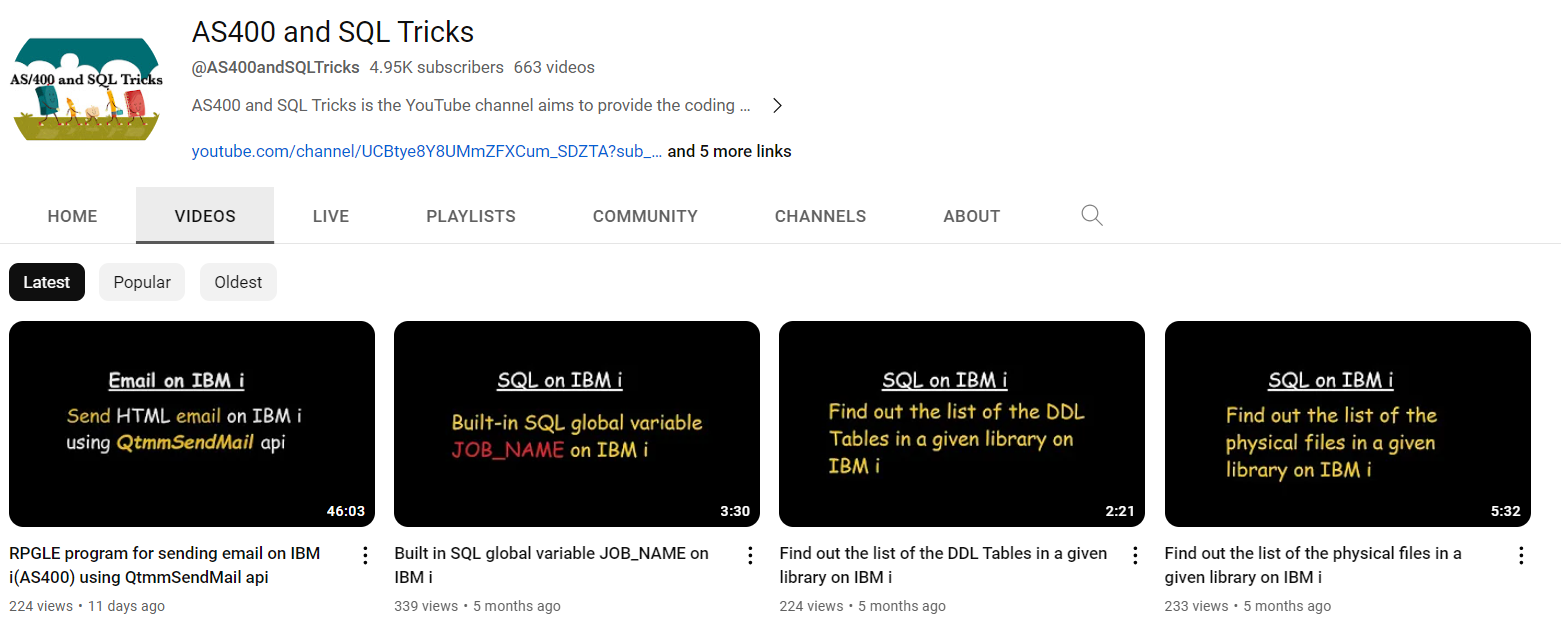 AS400 and SQL Tricks
AS/400 and SQL Tricks
@AS400andSQLTricks 4.95K subscribers 663 videos
AS400 and SQL Tricks is the YouTube channel aims to provide the coding ...
youtube.com/channel/UCBtye8Y8UMmZFXCum_SDZTA?sub_... and 5 more links
HOME VIDEOS LIVE PLAYLISTS COMMUNITY CHANNELS ABOUT
Latest Popular Oldest
Email on IBM i
Send HTML email on IBM i
using QtmmSendMail api
46:03
SQL on IBM i
Built-in SQL global variable
JOB_NAME on IBM i
3:30
SQL on IBM i
Find out the list of the DDL
Tables in a given library on
IBM i
2:21
SQL on IBM i
Find out the list of the
physical files in a given
library on IBM i
5:32
RPGLE program for sending email on IBM
i(AS400) using QtmmSendMail api
224 views • 11 days ago
Built in SQL global variable JOB_NAME on
IBM i
339 views • 5 months ago
Find out the list of the DDL Tables in a given
library on IBM i
224 views • 5 months ago
Find out the list of the physical files in a
given library on IBM i
233 views • 5 months ago